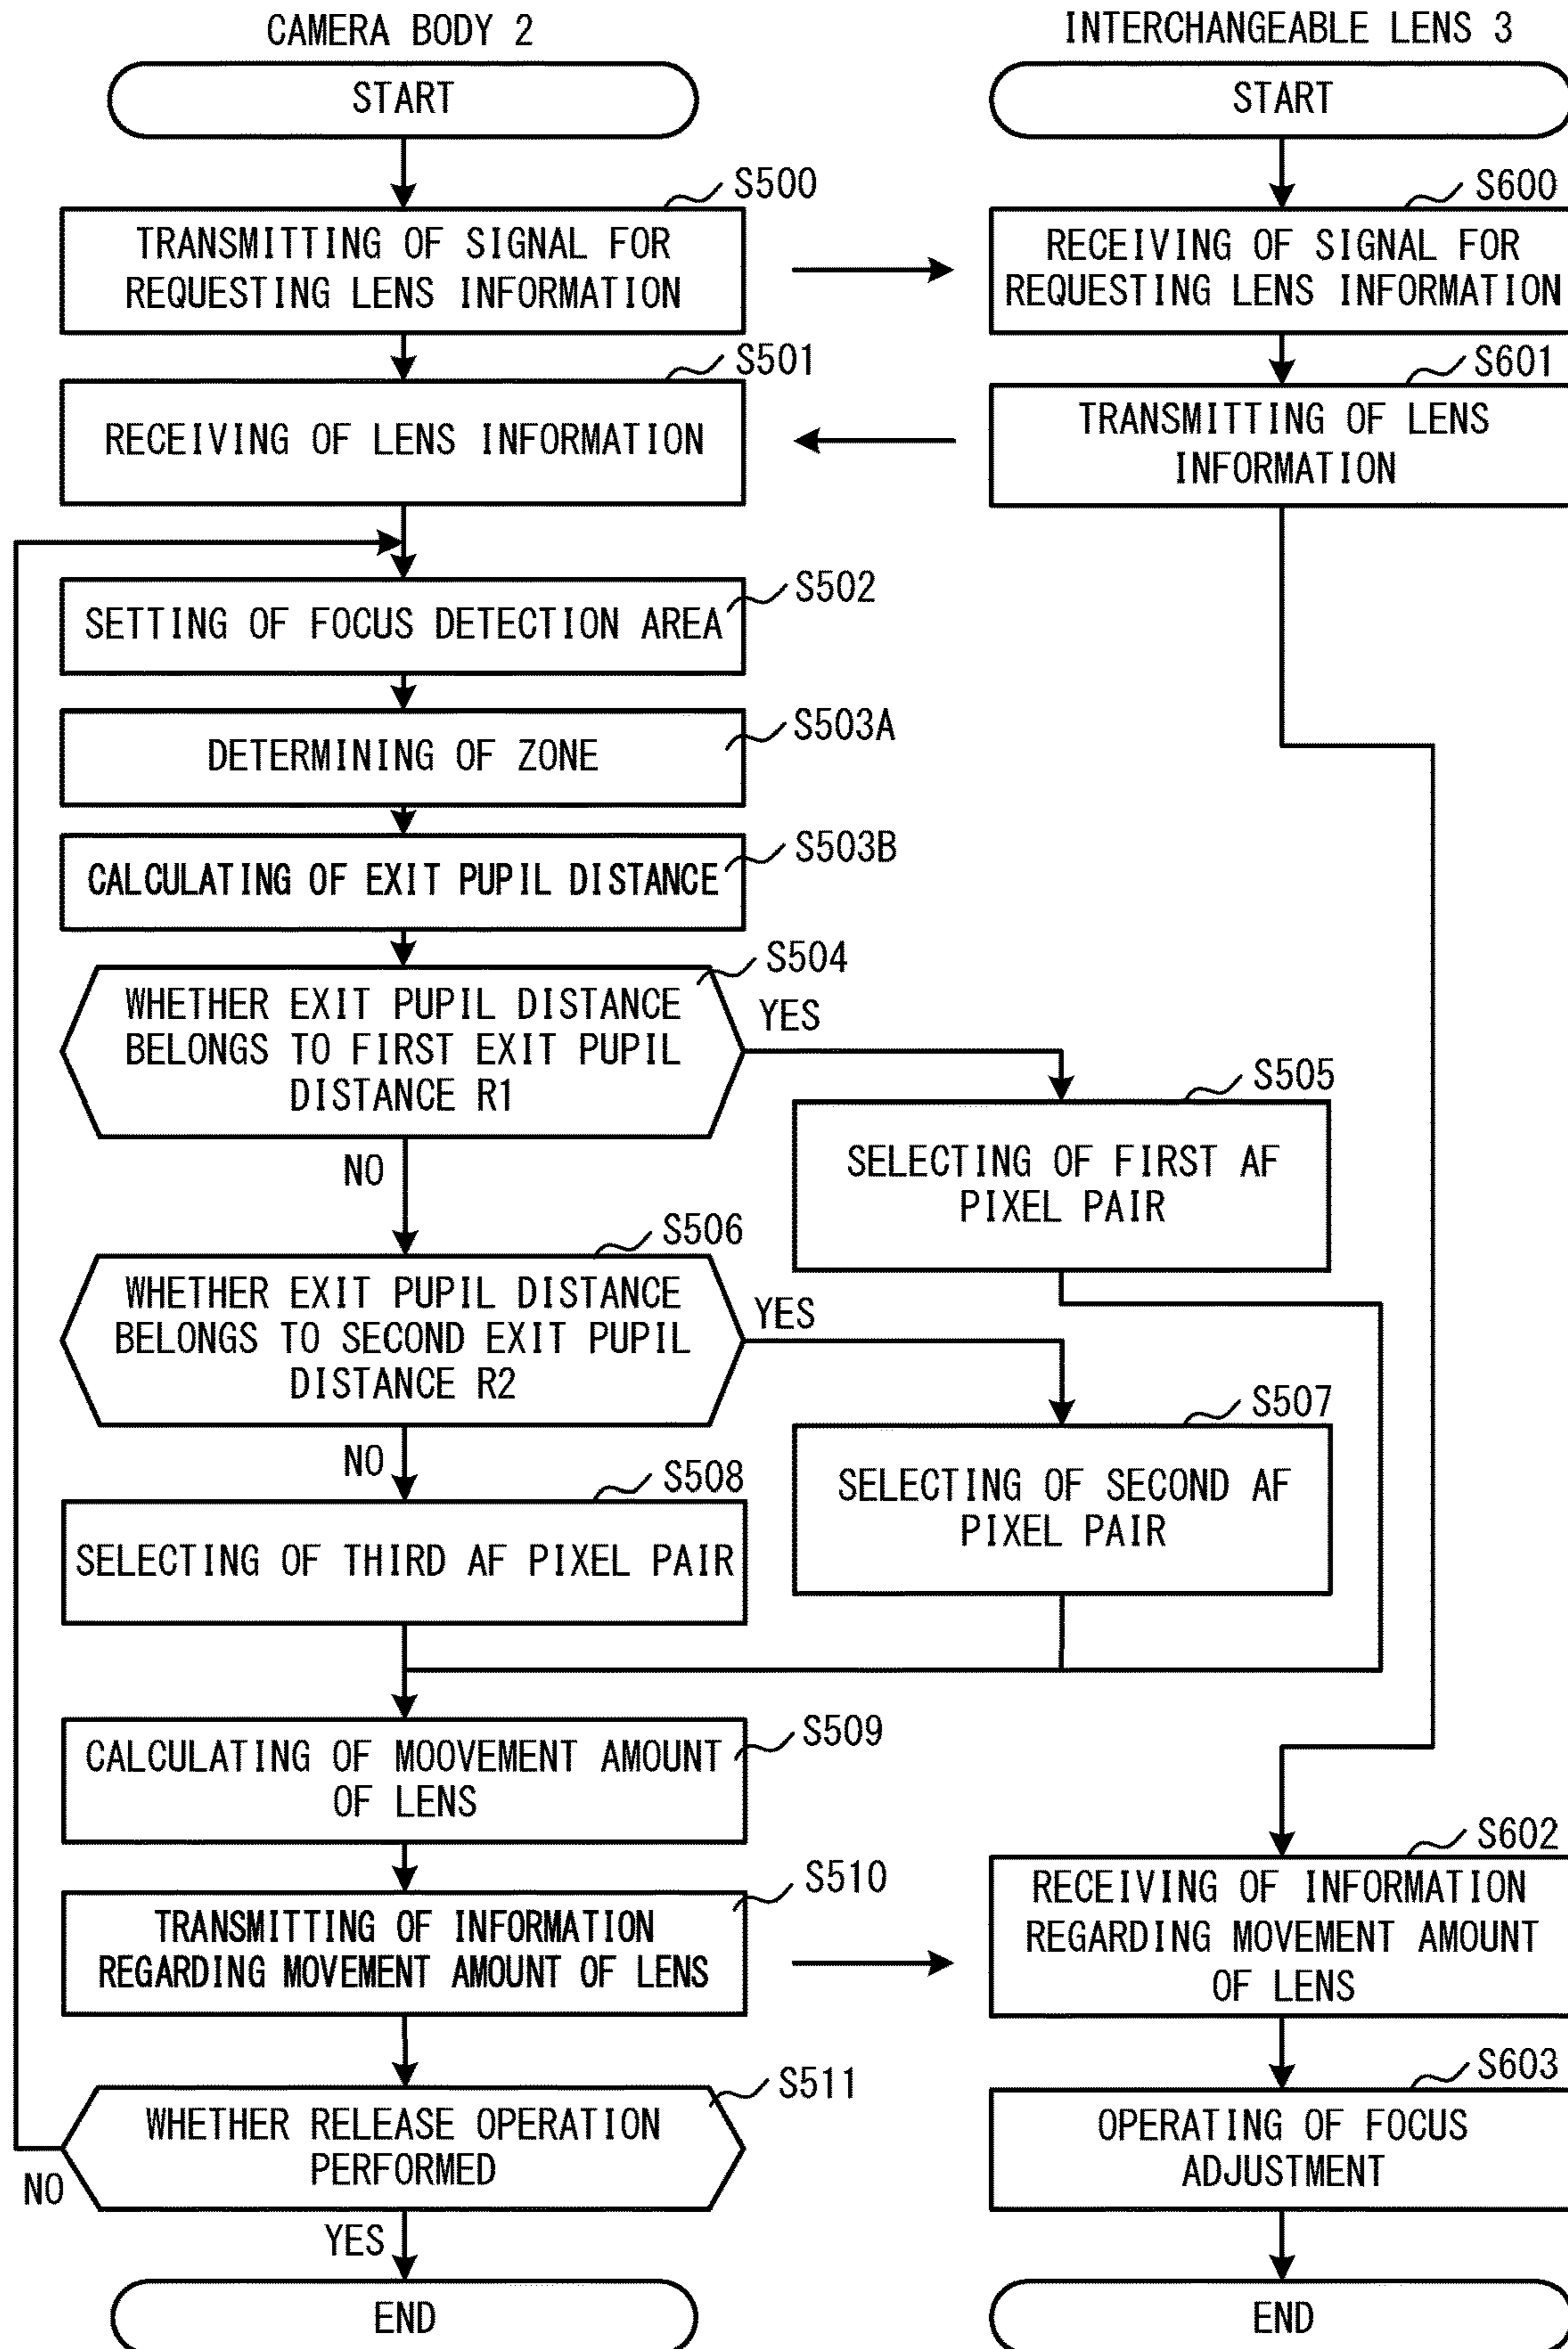 CAMERA BODY 2
INTERCHANGEABLE LENS 3
START
START
S500
S600
TRANSMITTING OF SIGNAL FOR
REQUESTING LENS INFORMATION
RECEIVING OF SIGNAL FOR
REQUESTING LENS INFORMATION
S501
S601
RECEIVING OF LENS INFORMATION
TRANSMITTING OF LENS
INFORMATION
S502
SETTING OF FOCUS DETECTION AREA
S503A
DETERMINING OF ZONE
S503B
CALCULATING OF EXIT PUPIL DISTANCE
S504
WHETHER EXIT PUPIL DISTANCE
BELONGS TO FIRST EXIT PUPIL
DISTANCE R1
YES
NO
S505
SELECTING OF FIRST AF
PIXEL PAIR
S506
WHETHER EXIT PUPIL DISTANCE
BELONGS TO SECOND EXIT PUPIL
DISTANCE R2
YES
NO
S507
SELECTING OF SECOND AF
PIXEL PAIR
S508
SELECTING OF THIRD AF PIXEL PAIR
S509
CALCULATING OF MOOVEMENT AMOUNT
OF LENS
S510
TRANSMITTING OF INFORMATION
REGARDING MOVEMENT AMOUNT OF LENS
S602
RECEIVING OF INFORMATION
REGARDING MOVEMENT AMOUNT
OF LENS
S511
WHETHER RELEASE OPERATION
PERFORMED
NO
YES
S603
OPERATING OF FOCUS
ADJUSTMENT
END
END